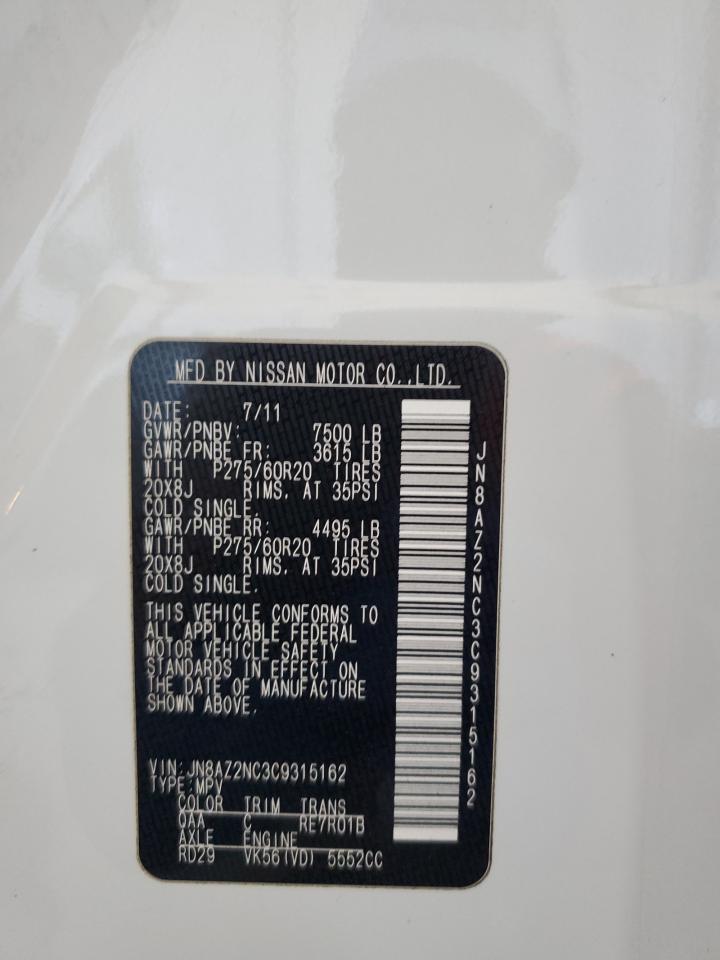 MFD BY NISSAN MOTOR CO.,LTD.
DATE: 7/11
GVWR/PNBV: 7500 LB
GAWR/PNBE FR: 3615 LB
WITH P275/60R20 TIRES
20X8J RIMS, AT 35PSI
COLD SINGLE.
GAWR/PNBE RR: 4495 LB
WITH P275/60R20 TIRES
20X8J RIMS, AT 35PSI
COLD SINGLE.
THIS VEHICLE CONFORMS TO
ALL APPLICABLE FEDERAL
MOTOR VEHICLE SAFETY
STANDARDS IN EFFECT ON
THE DATE OF MANUFACTURE
SHOWN ABOVE.
VIN:JN8AZ2NC3C9315162
TYPE:MPV
COLOR TRIM TRANS
QAA C RE7R01B
AXLE ENGINE
RD29 VK56(VD) 5552CC
JN8AZ2NC3C9315162